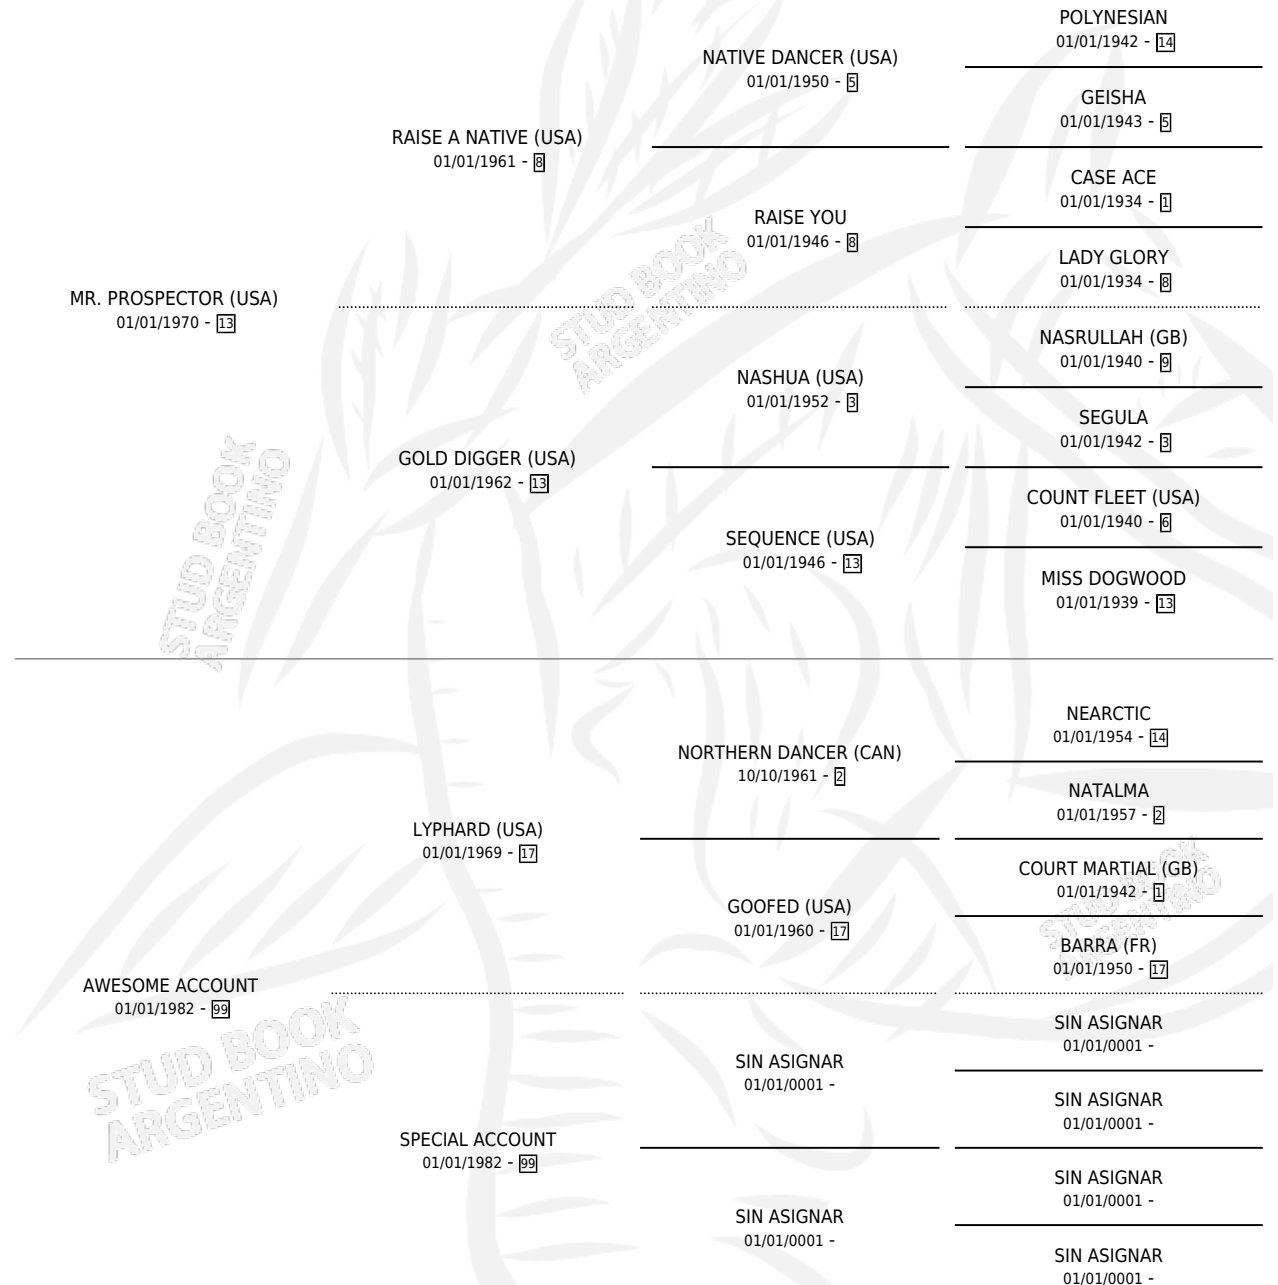 POLYNESIAN
01/01/1942 - 14
NATIVE DANCER (USA)
01/01/1950 - 5
GEISHA
01/01/1943 - 5
RAISE A NATIVE (USA)
01/01/1961 - 8
CASE ACE
01/01/1934 - 1
RAISE YOU
01/01/1946 - 8
LADY GLORY
01/01/1934 - 8
MR. PROSPECTOR (USA)
01/01/1970 - 13
NASRULLAH (GB)
01/01/1940 - 9
NASHUA (USA)
01/01/1952 - 3
SEGULA
01/01/1942 - 3
GOLD DIGGER (USA)
01/01/1962 - 13
COUNT FLEET (USA)
01/01/1940 - 6
SEQUENCE (USA)
01/01/1946 - 13
MISS DOGWOOD
01/01/1939 - 13
STUD BOOK
ARGENTINO
STUD BOOK
ARGENTINO
NEARCTIC
01/01/1954 - 14
NORTHERN DANCER (CAN)
10/10/1961 - 2
NATALMA
01/01/1957 - 2
LYPHARD (USA)
01/01/1969 - 17
COURT MARTIAL (GB)
01/01/1942 - 1
GOOFED (USA)
01/01/1960 - 17
BARRA (FR)
01/01/1950 - 17
STUD BOOK
ARGENTINO
AWESOME ACCOUNT
01/01/1982 - 99
SIN ASIGNAR
01/01/0001 -
SIN ASIGNAR
01/01/0001 -
SIN ASIGNAR
01/01/0001 -
SPECIAL ACCOUNT
01/01/1982 - 99
SIN ASIGNAR
01/01/0001 -
SIN ASIGNAR
01/01/0001 -
SIN ASIGNAR
01/01/0001 -
STUD BOOK
ARGENTINO